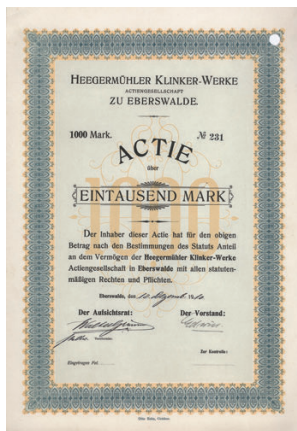 HEEGERMÜHLER KLINKER-WERKE
ACTIENGESELLSCHAFT
ZU EBERSWALDE.
1000 Mark.
№ 231
ACTIE
über
1000
EINTAUSEND MARK
Der Inhaber dieser Actie hat für den obigen
Betrag nach den Bestimmungen des Statuts Anteil
an dem Vermögen der Heegermühler Klinker-Werke
Actiengesellschaft in Eberswalde mit allen statuten-
mäßigen Rechten und Pflichten.
Eberswalde, den
Der Aufsichtsrat:
Der Vorstand:
Zur Kontrole:
Eingetragen Fol.